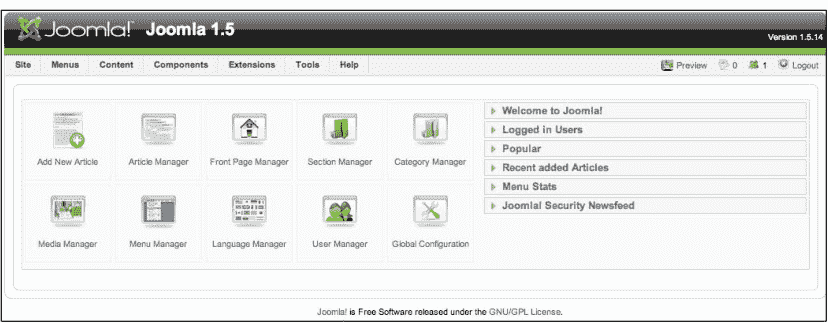 Joomla! Joomla 1.5
Version 1.5.14
Site Menus Content Components Extensions Tools Help Preview 0 1 Logout
Add New Article Article Manager Front Page Manager Section Manager Category Manager
Media Manager Menu Manager Language Manager User Manager Global Configuration
Welcome to Joomla!
Logged in Users
Popular
Recent added Articles
Menu Stats
Joomla! Security Newsfeed
Joomla! is Free Software released under the GNU/GPL License.